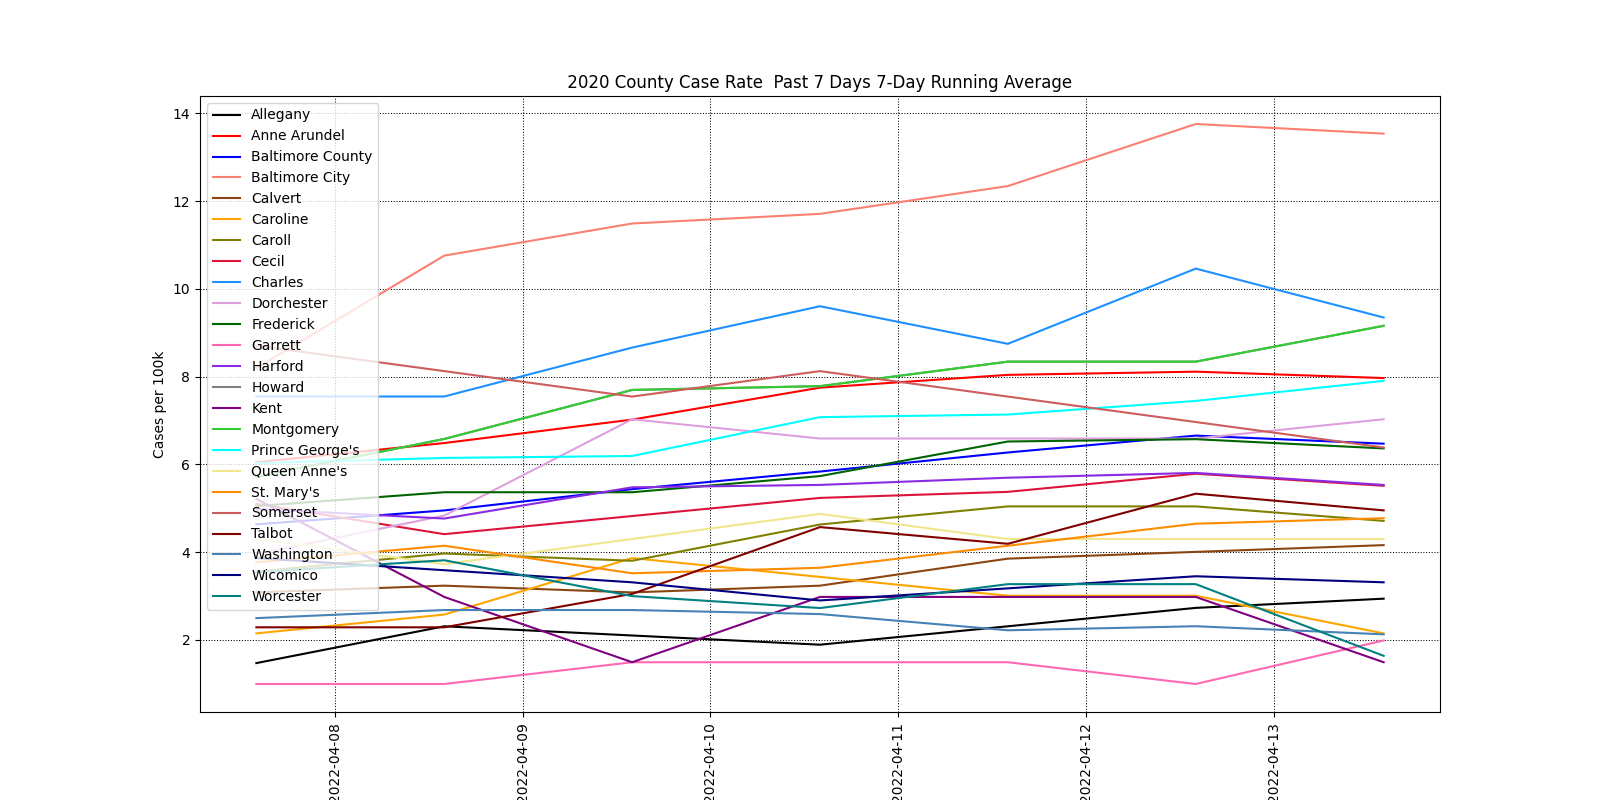 2020 County Case Rate  Past 7 Days 7-Day Running Average
Cases per 100k
14
12
10
8
6
4
2
Allegany
Anne Arundel
Baltimore County
Baltimore City
Calvert
Caroline
Caroll
Cecil
Charles
Dorchester
Frederick
Garrett
Harford
Howard
Kent
Montgomery
Prince George's
Queen Anne's
St. Mary's
Somerset
Talbot
Washington
Wicomico
Worcester
2022-04-08
2022-04-09
2022-04-10
2022-04-11
2022-04-12
2022-04-13